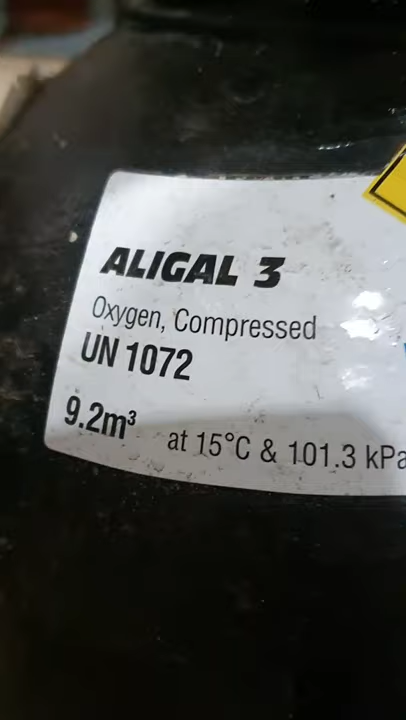 ALIGAL 3
Oxygen, Compressed
UN 1072
9.2m³ at 15°C & 101.3 kPa